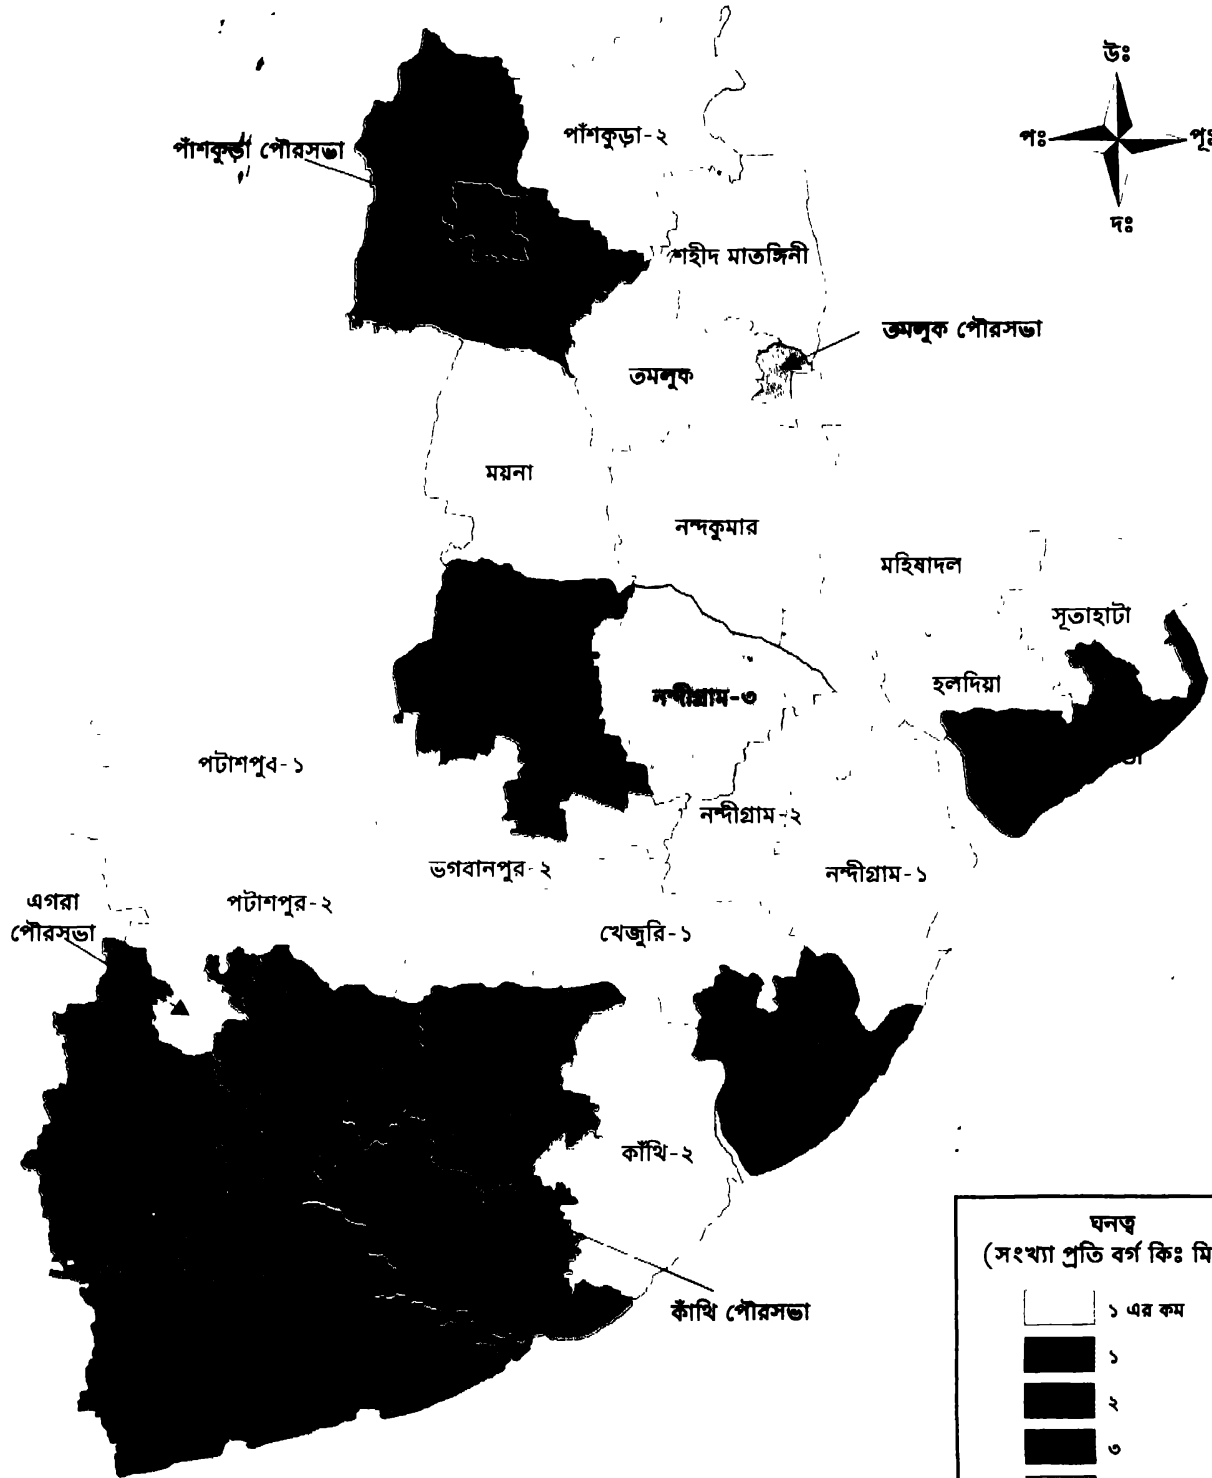 উঃ
পঃ
পূঃ
দঃ
পাঁশকুড়া-২
পাঁশকুড়া পৌরসভা
শহীদ মাতঙ্গিনী
তমলুক পৌরসভা
তমলুক
ময়না
নন্দকুমার
মহিষাদল
সূতাহাটা
হলদিয়া
নন্দীগ্রাম-৩
পটাশপুর-১
নন্দীগ্রাম-২
ভগবানপুর-২
নন্দীগ্রাম-১
এগরা
পৌরসভা
পটাশপুর-২
খেজুরি-১
কাঁথি-২
কাঁথি পৌরসভা
ঘনত্ব
(সংখ্যা প্রতি বর্গ কিঃ মি
১ এর কম
১
২
৩